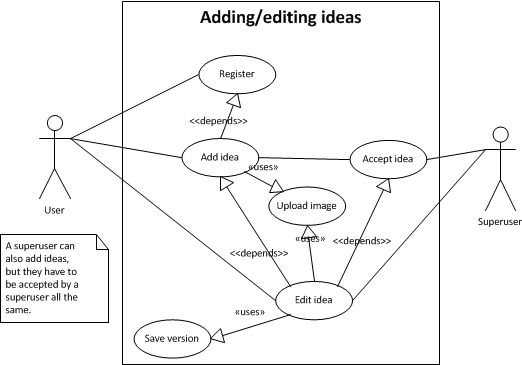 Adding/editing ideas
Register
<<depends>>
Add idea
Accept idea
«uses»
Upload image
User
Superuser
«uses»
<<depends>>
<<depends>>
A superuser can
also add ideas,
but they have to
be accepted by a
superuser all the
same.
Edit idea
«uses»
Save version